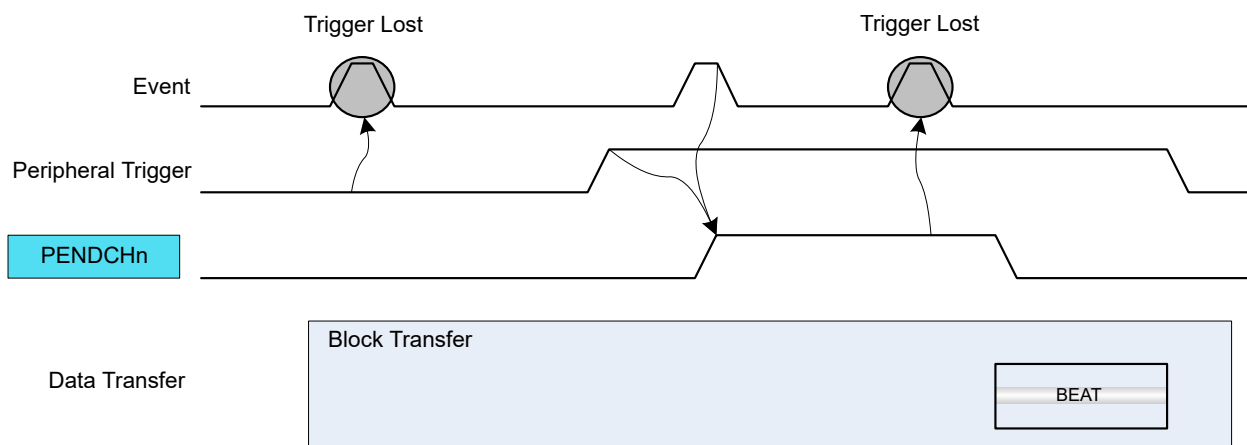 Trigger Lost
Trigger Lost
Event
Peripheral Trigger
PENDCHn
Block Transfer
Data Transfer
BEAT